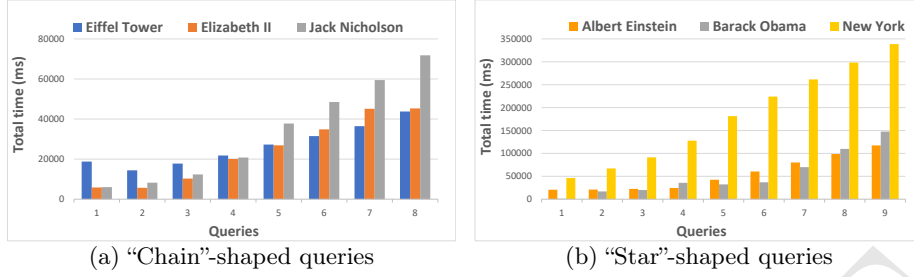 Eiffel Tower Elizabeth II Jack Nicholson
Total time (ms)
80000
60000
40000
20000
0
1 2 3 4 5 6 7 8
Queries
(a) “Chain”-shaped queries
Albert Einstein Barack Obama New York
Total time (ms)
350000
300000
250000
200000
150000
100000
50000
0
1 2 3 4 5 6 7 8 9
Queries
(b) “Star”-shaped queries